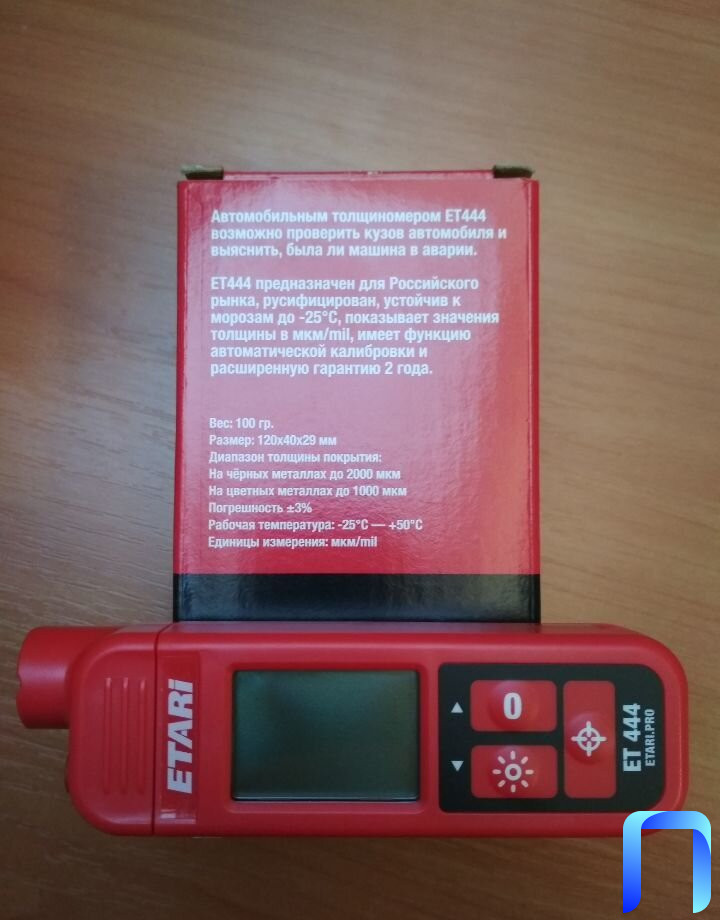 Автомобильным толщиномером ET444
возможно проверить кузов автомобиля и
выяснить, была ли машина в аварии.
ET444 предназначен для Российского
рынка, русифицирован, устойчив к
морозам до -25°C, показывает значения
толщины в мкм/mil, имеет функцию
автоматической калибровки и
расширенную гарантию 2 года.
Вес: 100 гр.
Размер: 120x40x29 мм
Диапазон толщины покрытия:
На чёрных металлах до 2000 мкм
На цветных металлах до 1000 мкм
Погрешность ±3%
Рабочая температура: -25°C — +50°C
Единицы измерения: мкм/mil
ETARi
0
ET 444
ETARI.PRO